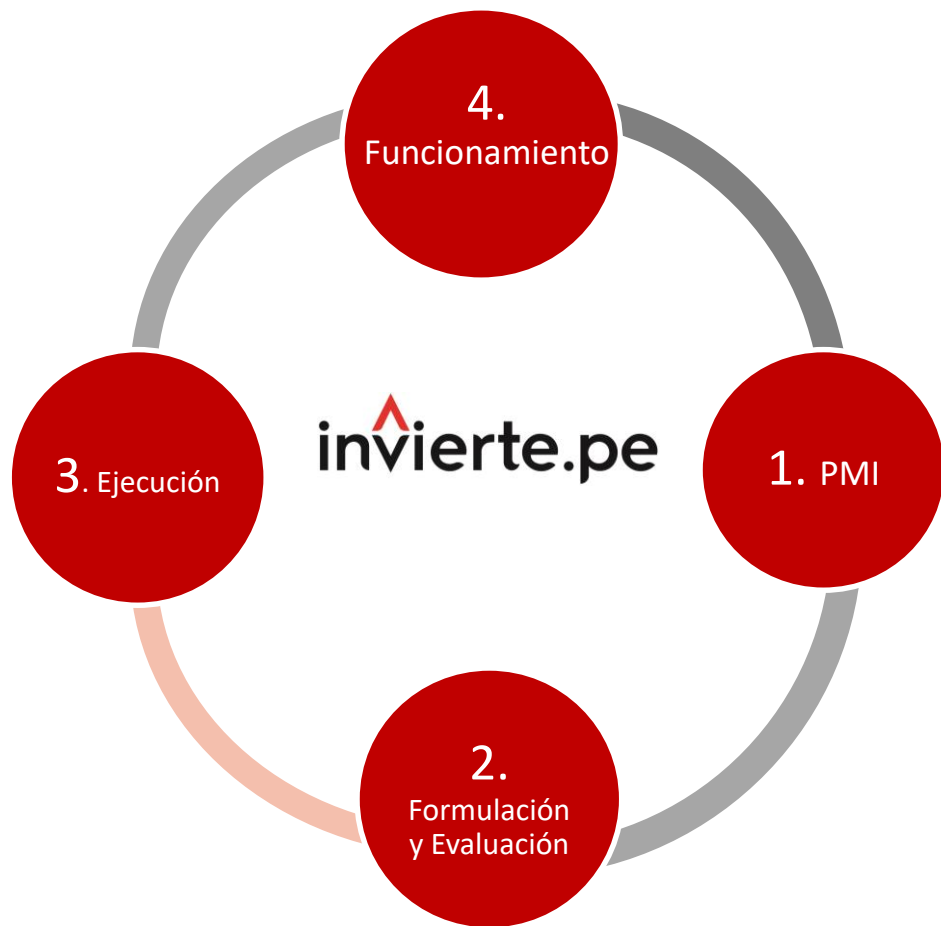 4.
Funcionamiento
3. Ejecución
invierte.pe
1. PMI
2.
Formulación
y Evaluación